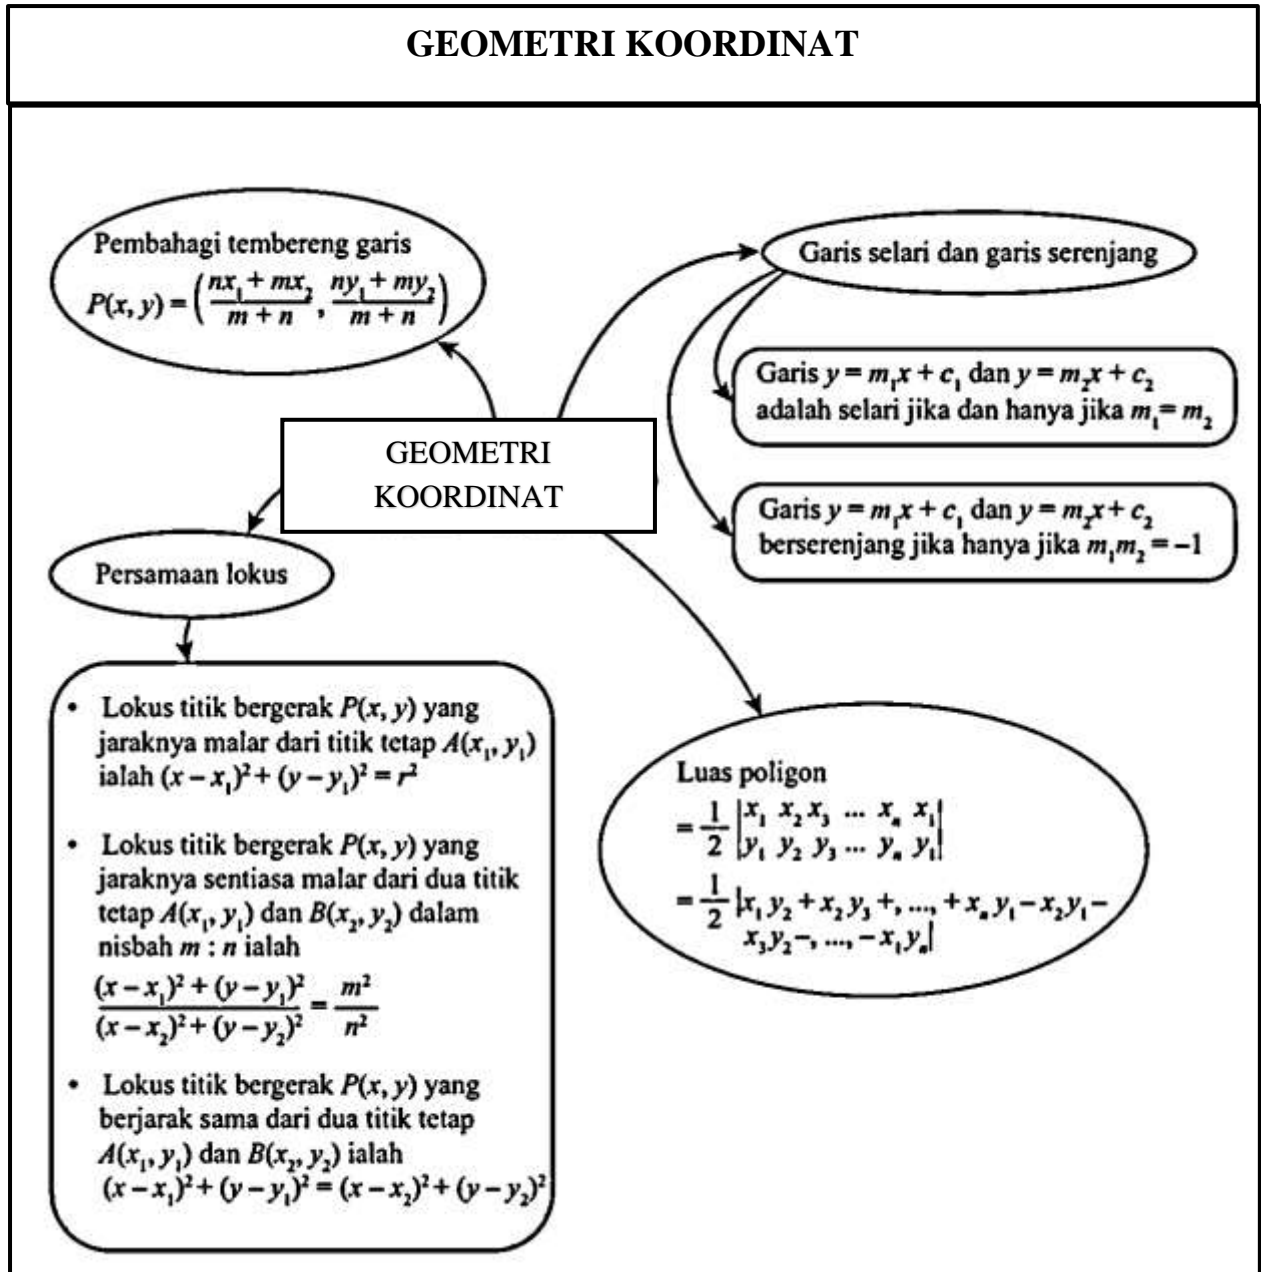 GEOMETRI KOORDINAT
Pembahagi tembereng garis
P(x, y) = ( (nx₁ + mx₂)/(m + n), (ny₁ + my₂)/(m + n) )
Garis selari dan garis serenjang
Garis y = m₁x + c₁ dan y = m₂x + c₂
adalah selari jika dan hanya jika m₁ = m₂
GEOMETRI
KOORDINAT
Garis y = m₁x + c₁ dan y = m₂x + c₂
berserenjang jika hanya jika m₁m₂ = –1
Persamaan lokus
• Lokus titik bergerak P(x, y) yang
jaraknya malar dari titik tetap A(x₁, y₁)
ialah (x – x₁)² + (y – y₁)² = r²
• Lokus titik bergerak P(x, y) yang
jaraknya sentiasa malar dari dua titik
tetap A(x₁, y₁) dan B(x₂, y₂) dalam
nisbah m : n ialah
((x – x₁)² + (y – y₁)²)/((x – x₂)² + (y – y₂)²) = m²/n²
• Lokus titik bergerak P(x, y) yang
berjarak sama dari dua titik tetap
A(x₁, y₁) dan B(x₂, y₂) ialah
(x – x₁)² + (y – y₁)² = (x – x₂)² + (y – y₂)²
Luas poligon
= 1/2 |x₁ x₂ x₃ ... xₙ x₁|
|y₁ y₂ y₃ ... yₙ y₁|
= 1/2 |x₁y₂ + x₂y₃ +, ..., + xₙy₁ – x₂y₁ –
x₃y₂ –, ..., – x₁yₙ|